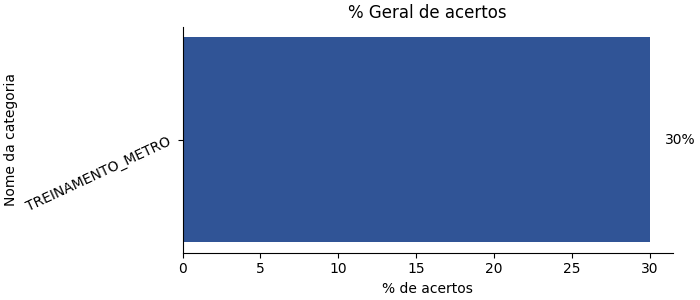 % Geral de acertos
Nome da categoria
TREINAMENTO_METRO
30%
0 5 10 15 20 25 30
% de acertos